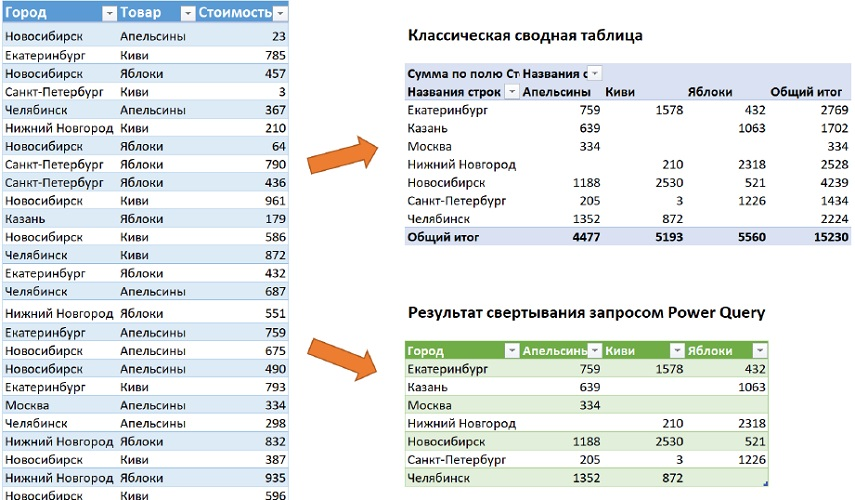 Город Товар Стоимость
Новосибирск Апельсины 23
Екатеринбург Киви 785
Новосибирск Яблоки 457
Санкт-Петербург Киви 3
Челябинск Апельсины 367
Нижний Новгород Киви 210
Новосибирск Яблоки 64
Санкт-Петербург Яблоки 790
Санкт-Петербург Яблоки 436
Новосибирск Киви 961
Казань Яблоки 179
Новосибирск Киви 586
Челябинск Киви 872
Екатеринбург Яблоки 432
Челябинск Апельсины 687
Нижний Новгород Яблоки 551
Екатеринбург Апельсины 759
Новосибирск Апельсины 675
Новосибирск Апельсины 490
Екатеринбург Киви 793
Москва Апельсины 334
Челябинск Апельсины 298
Нижний Новгород Яблоки 832
Новосибирск Киви 387
Нижний Новгород Яблоки 935
Новосибирск Киви 596
Классическая сводная таблица
Сумма по полю Ст Названия с
Названия строк Апельсины Киви Яблоки Общий итог
Екатеринбург 759 1578 432 2769
Казань 639 1063 1702
Москва 334 334
Нижний Новгород 210 2318 2528
Новосибирск 1188 2530 521 4239
Санкт-Петербург 205 3 1226 1434
Челябинск 1352 872 2224
Общий итог 4477 5193 5560 15230
Результат свертывания запросом Power Query
Город Апельсины Киви Яблоки
Екатеринбург 759 1578 432
Казань 639 1063
Москва 334
Нижний Новгород 210 2318
Новосибирск 1188 2530 521
Санкт-Петербург 205 3 1226
Челябинск 1352 872